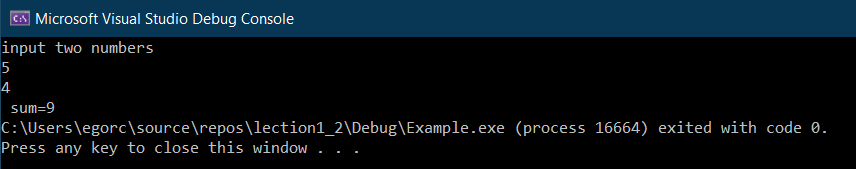 C:\ Microsoft Visual Studio Debug Console
input two numbers
5
4
 sum=9
C:\Users\egorc\source\repos\lection1_2\Debug\Example.exe (process 16664) exited with code 0.
Press any key to close this window . . .